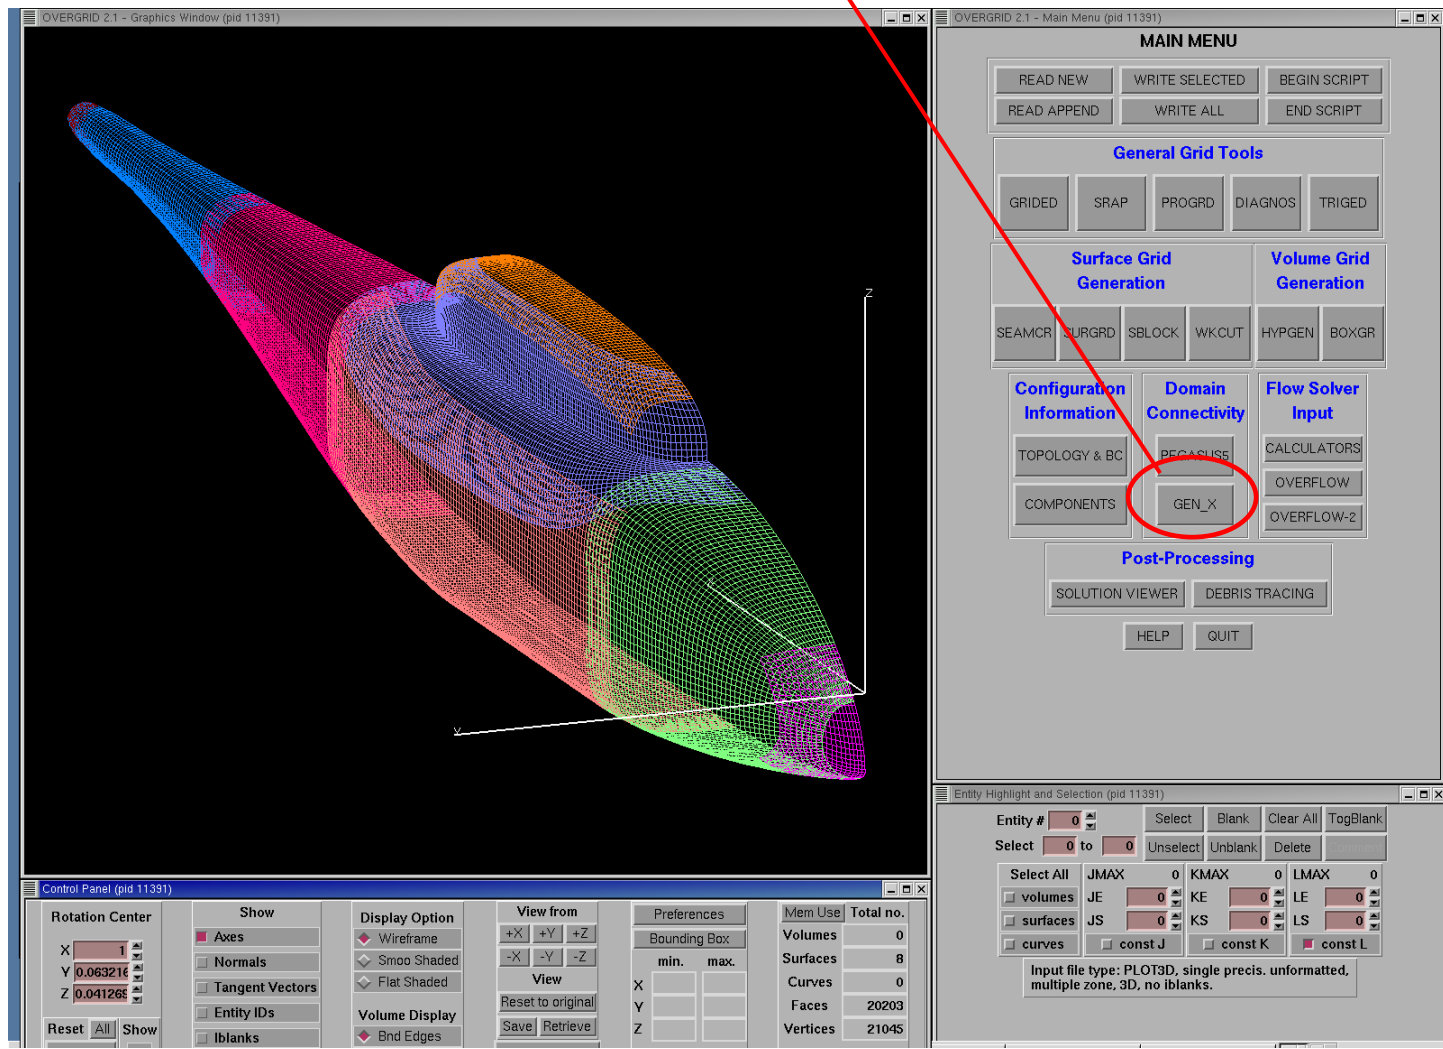 OVERGRID 2.1 - Graphics Window (pid 11391)
Z
Y
OVERGRID 2.1 - Main Menu (pid 11391)
MAIN MENU
READ NEW WRITE SELECTED BEGIN SCRIPT
READ APPEND WRITE ALL END SCRIPT
General Grid Tools
GRIDED SRAP PROGRD DIAGNOS TRIGED
Surface Grid Generation
Volume Grid Generation
SEAMCR SURGRD SBLOCK WKCUT HYPGEN BOXGR
Configuration Information
Domain Connectivity
Flow Solver Input
TOPOLOGY & BC PEGASUS5 CALCULATORS
COMPONENTS GEN_X OVERFLOW
OVERFLOW-2
Post-Processing
SOLUTION VIEWER DEBRIS TRACING
HELP QUIT
Entity Highlight and Selection (pid 11391)
Entity # 0 Select Blank Clear All TogBlank
Select 0 to 0 Unselect Unblank Delete
Select All JMAX 0 KMAX 0 LMAX 0
volumes JE 0 KE 0 LE 0
surfaces JS 0 KS 0 LS 0
curves const J const K const L
Input file type: PLOT3D, single precis. unformatted,
multiple zone, 3D, no iblanks.
Control Panel (pid 11391)
Rotation Center
X 1
Y 0.063216
Z 0.041265
Reset All Show
Show
Axes
Normals
Tangent Vectors
Entity IDs
Iblanks
Display Option
Wireframe
Smoo Shaded
Flat Shaded
Volume Display
Bnd Edges
View from
+X +Y +Z
-X -Y -Z
View
Reset to original
Save Retrieve
Preferences
Bounding Box
min. max.
X
Y
Z
Mem Use Total no.
Volumes 0
Surfaces 8
Curves 0
Faces 20203
Vertices 21045